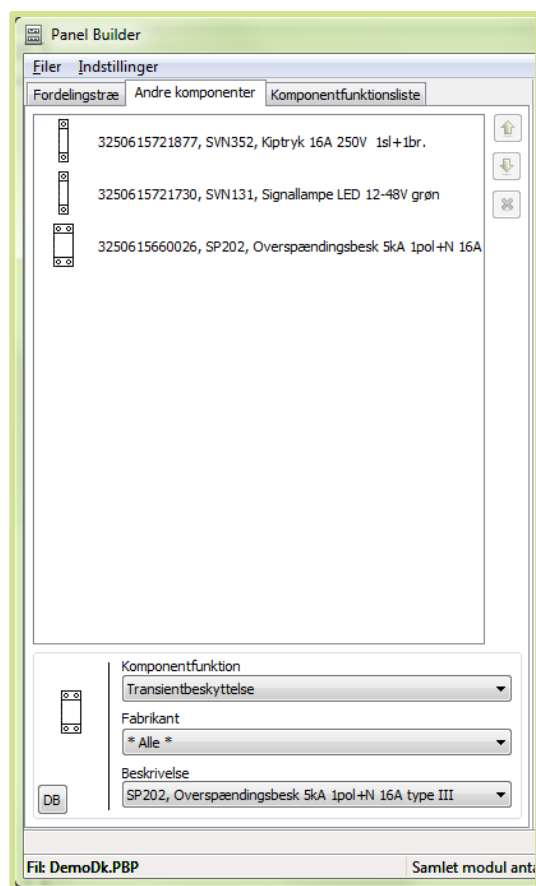 Panel Builder
Filer Indstillinger
Fordelingstræ Andre komponenter Komponentfunktionsliste
3250615721877, SVN352, Kiptryk 16A 250V 1sl+1br.
3250615721730, SVN131, Signallampe LED 12-48V grøn
3250615660026, SP202, Overspændingsbesk 5kA 1pol+N 16A
Komponentfunktion
Transientbeskyttelse
Fabrikant
* Alle *
Beskrivelse
DB SP202, Overspændingsbesk 5kA 1pol+N 16A type III
Fil: DemoDk.PBP Samlet modul anta